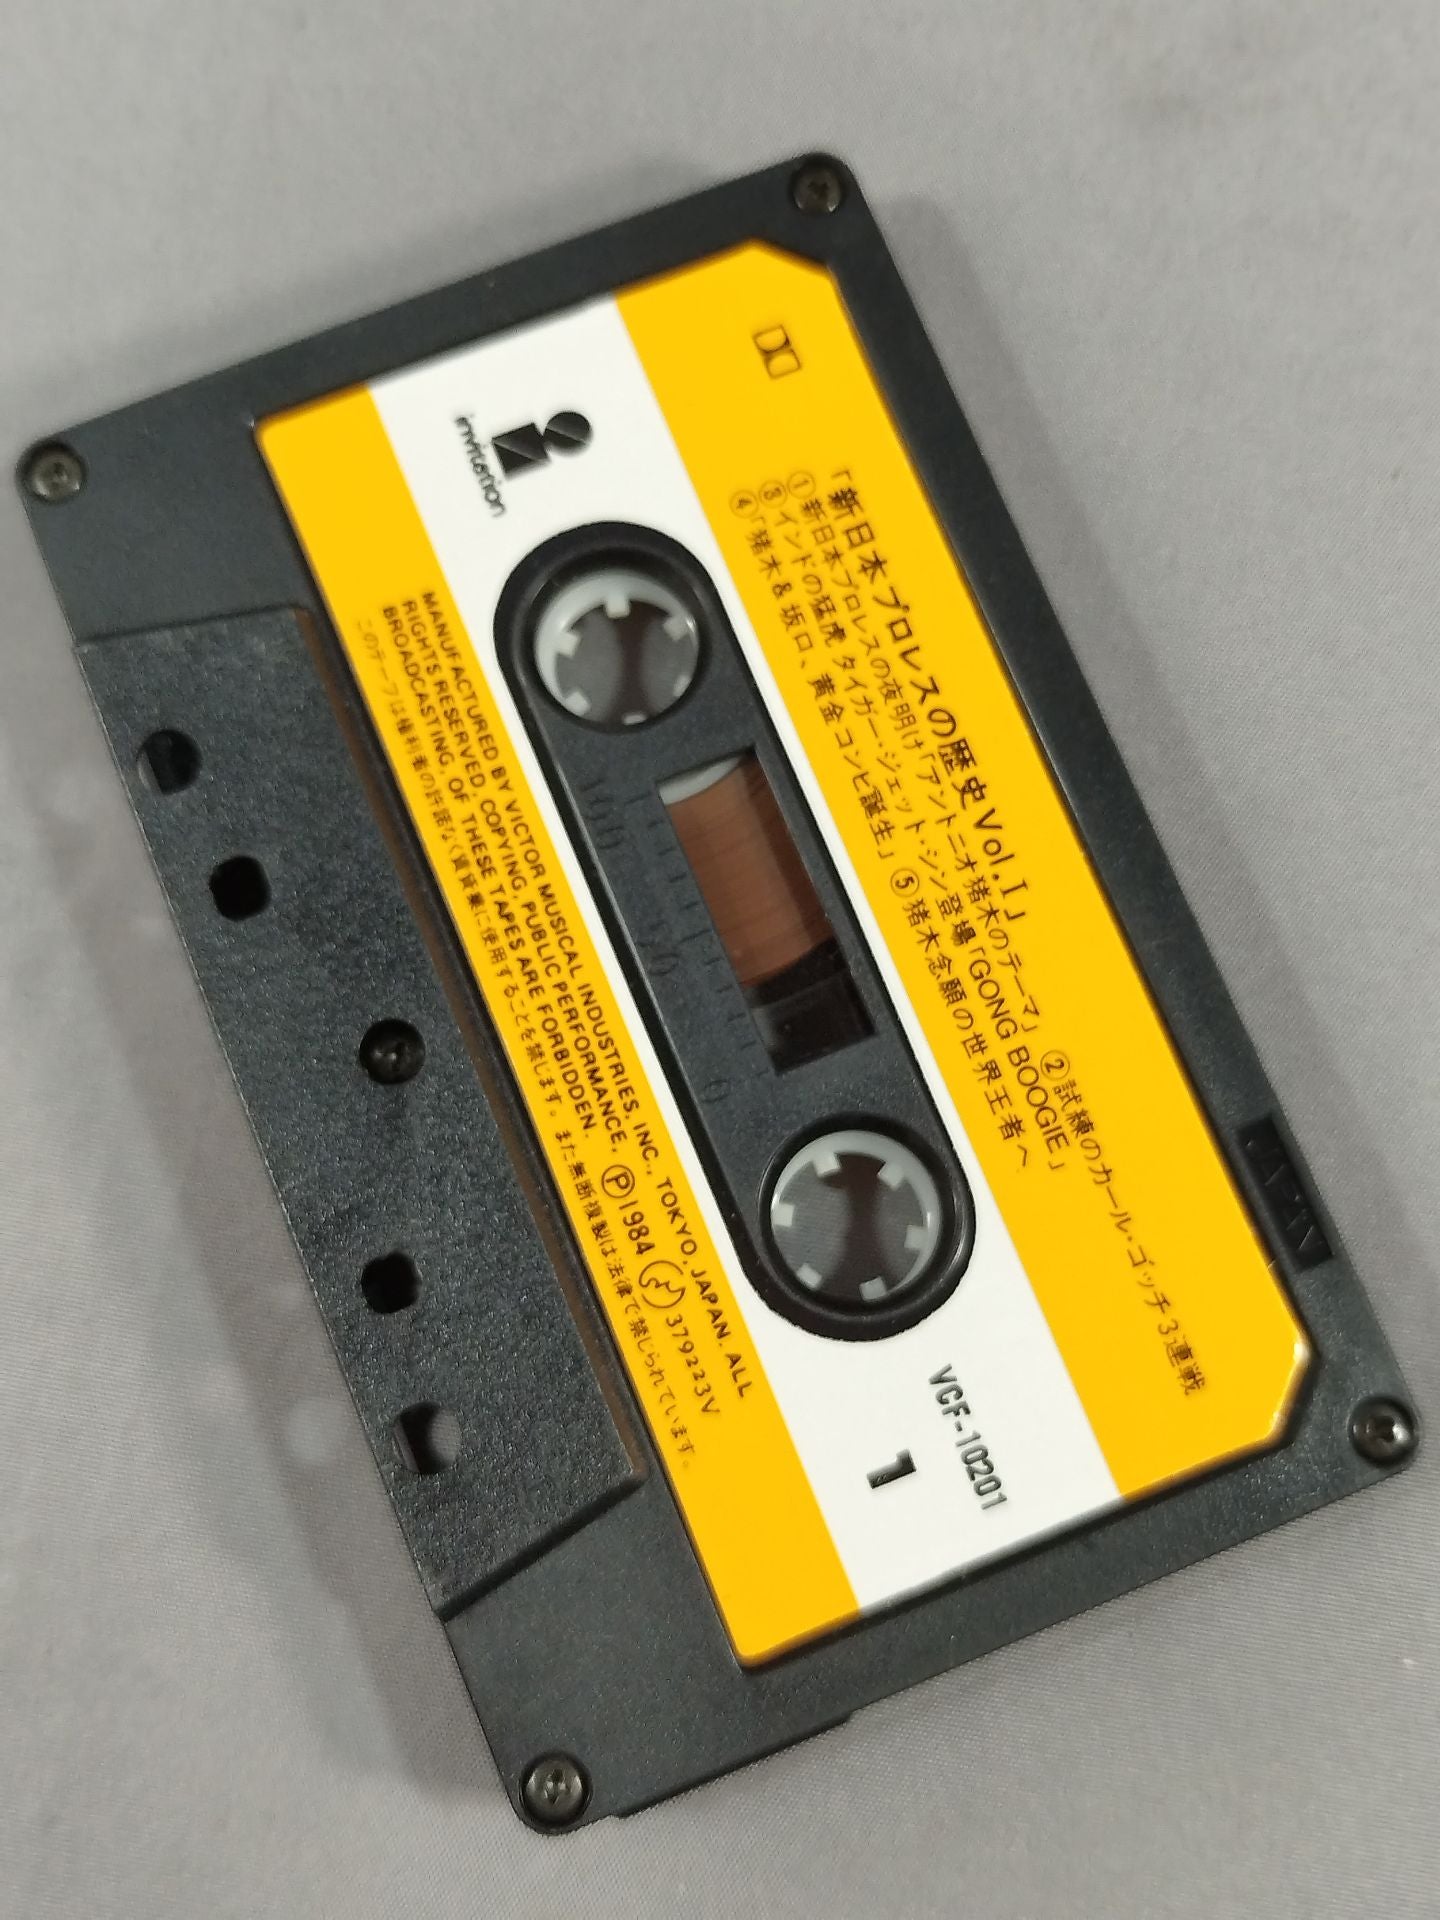 「新日本プロレスの歴史Vol.I」
①新日本プロレスの夜明け「アントニオ猪木のテーマ」 ②試練のカール・ゴッチ3連戦
③インドの猛虎 タイガー・ジェット・シン登場「GONG BOOGIE」
④「猪木&坂口、黄金コンビ誕生」 ⑤猪木念願の世界王者へ
invitation
100
50
0
VCF-10201
1
MANUFACTURED BY VICTOR MUSICAL INDUSTRIES, INC., TOKYO, JAPAN. ALL
RIGHTS RESERVED. COPYING, PUBLIC PERFORMANCE, Ⓟ1984 379223V
BROADCASTING, OF THESE TAPES ARE FORBIDDEN.
このテープは権利者の許諾なく賃貸業に使用することを禁じます。また無断複製は法律で禁じられています。
JAPAN